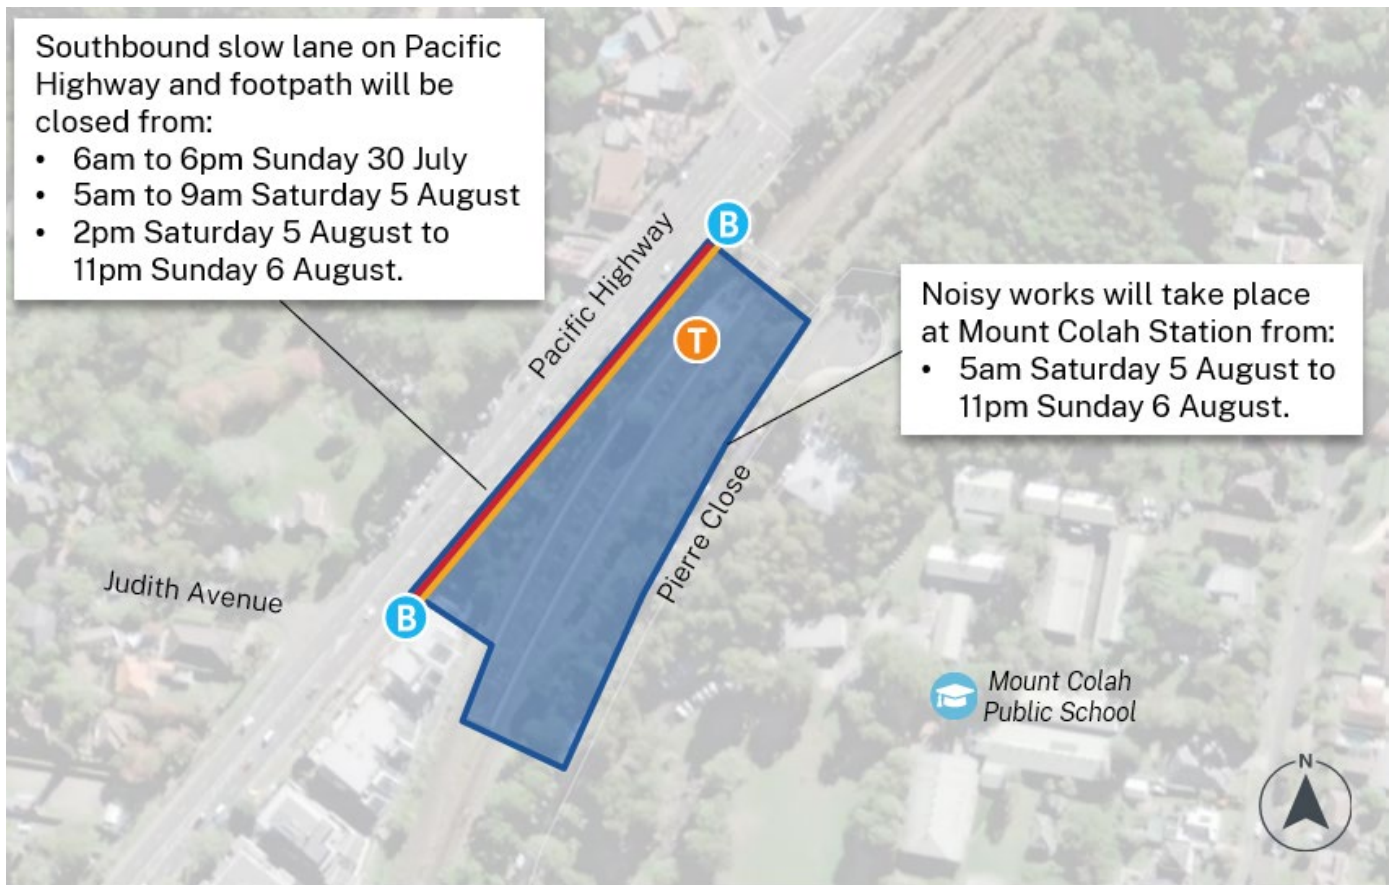 Southbound slow lane on Pacific
Highway and footpath will be
closed from:
• 6am to 6pm Sunday 30 July
• 5am to 9am Saturday 5 August
• 2pm Saturday 5 August to
11pm Sunday 6 August.
B
Pacific Highway
T
Noisy works will take place
at Mount Colah Station from:
• 5am Saturday 5 August to
11pm Sunday 6 August.
Pierre Close
Judith Avenue
B
Mount Colah
Public School
N